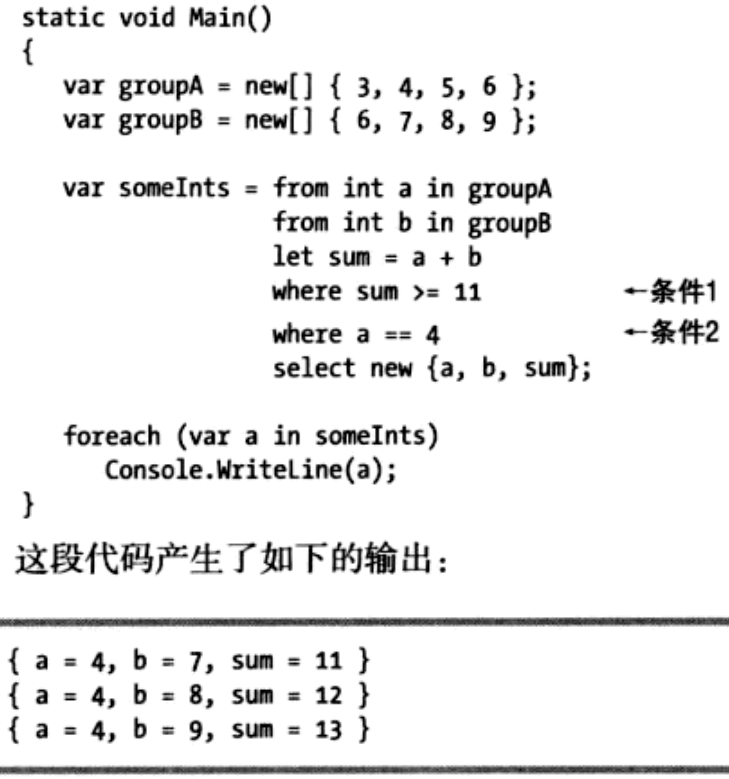 static void Main()
{
   var groupA = new[] { 3, 4, 5, 6 };
   var groupB = new[] { 6, 7, 8, 9 };

   var someInts = from int a in groupA
                  from int b in groupB
                  let sum = a + b
                  where sum >= 11            ←条件1
                  where a == 4               ←条件2
                  select new {a, b, sum};

   foreach (var a in someInts)
      Console.WriteLine(a);
}
这段代码产生了如下的输出：
{ a = 4, b = 7, sum = 11 }
{ a = 4, b = 8, sum = 12 }
{ a = 4, b = 9, sum = 13 }